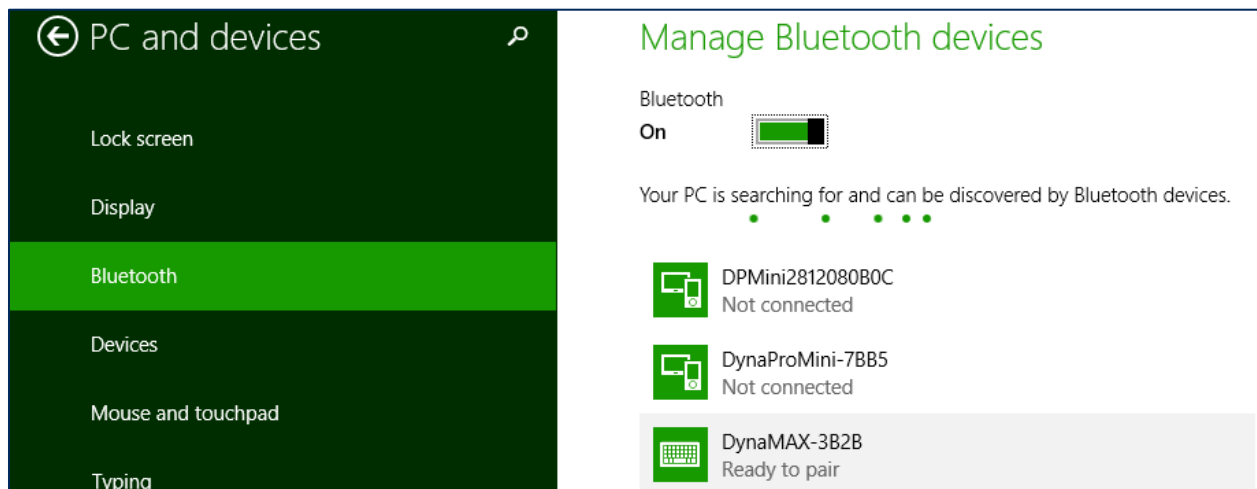 PC and devices
Lock screen
Display
Bluetooth
Devices
Mouse and touchpad
Typing
Manage Bluetooth devices
Bluetooth
On
Your PC is searching for and can be discovered by Bluetooth devices.
DPMini2812080B0C
Not connected
DynaProMini-7BB5
Not connected
DynaMAX-3B2B
Ready to pair